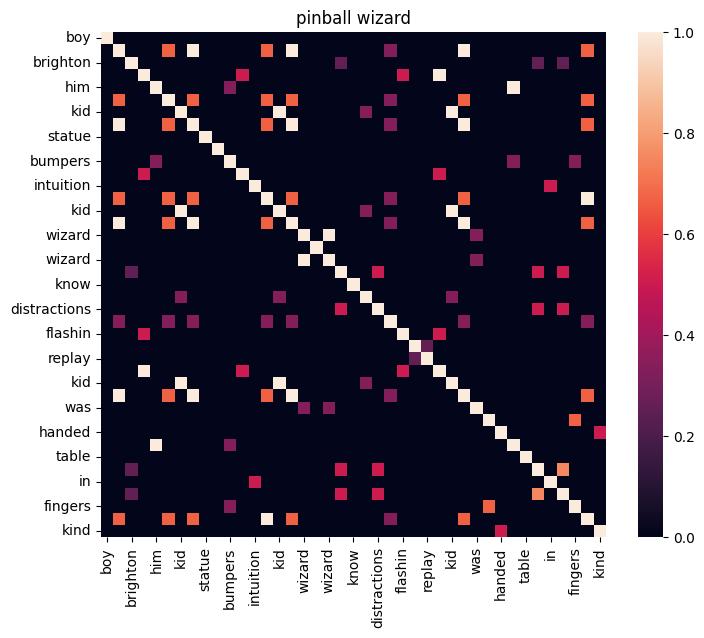 pinball wizard
boy
brighton
him
kid
statue
bumpers
intuition
kid
wizard
wizard
know
distractions
flashin
replay
kid
was
handed
table
in
fingers
kind
1.0
0.8
0.6
0.4
0.2
0.0
boy
brighton
him
kid
statue
bumpers
intuition
kid
wizard
wizard
know
distractions
flashin
replay
kid
was
handed
table
in
fingers
kind